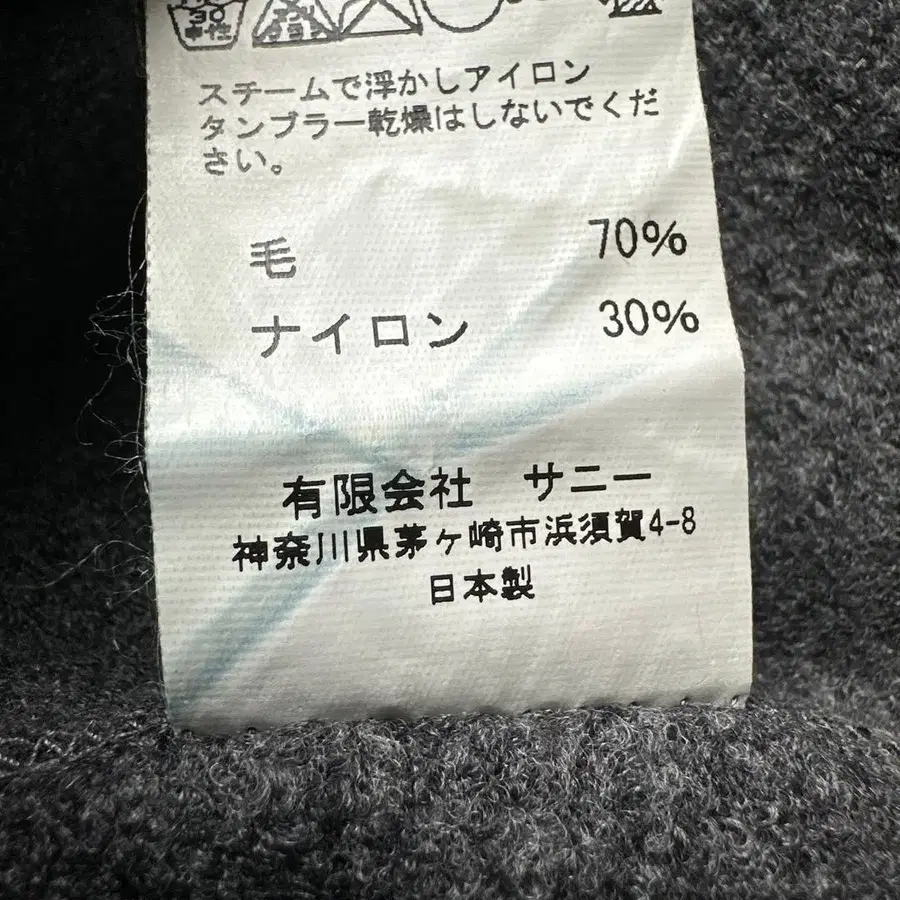 30
中性
スチームで浮かしアイロン
タンブラー乾燥はしないでくだ
さい。
毛 70%
ナイロン 30%
有限会社 サニー
神奈川県茅ヶ崎市浜須賀4-8
日本製